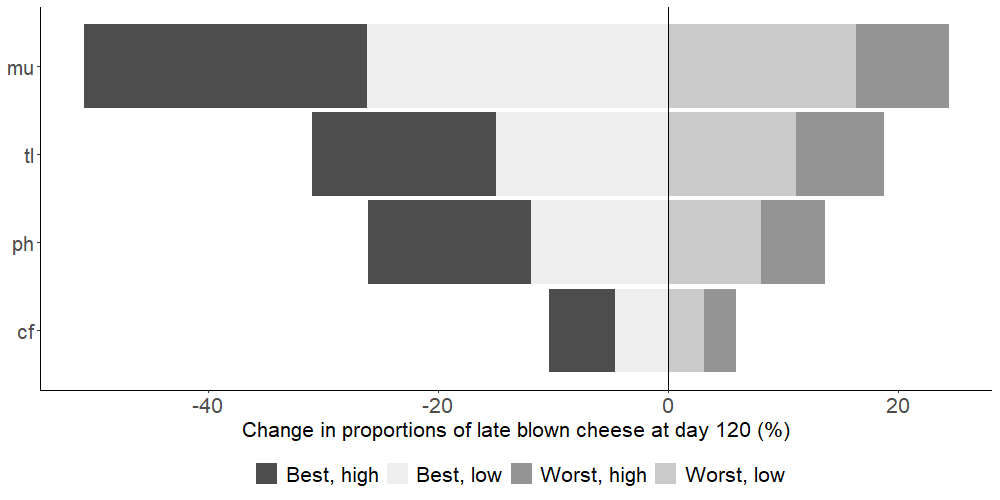 mu
tl
ph
cf
-40 -20 0 20
Change in proportions of late blown cheese at day 120 (%)
Best, high Best, low Worst, high Worst, low